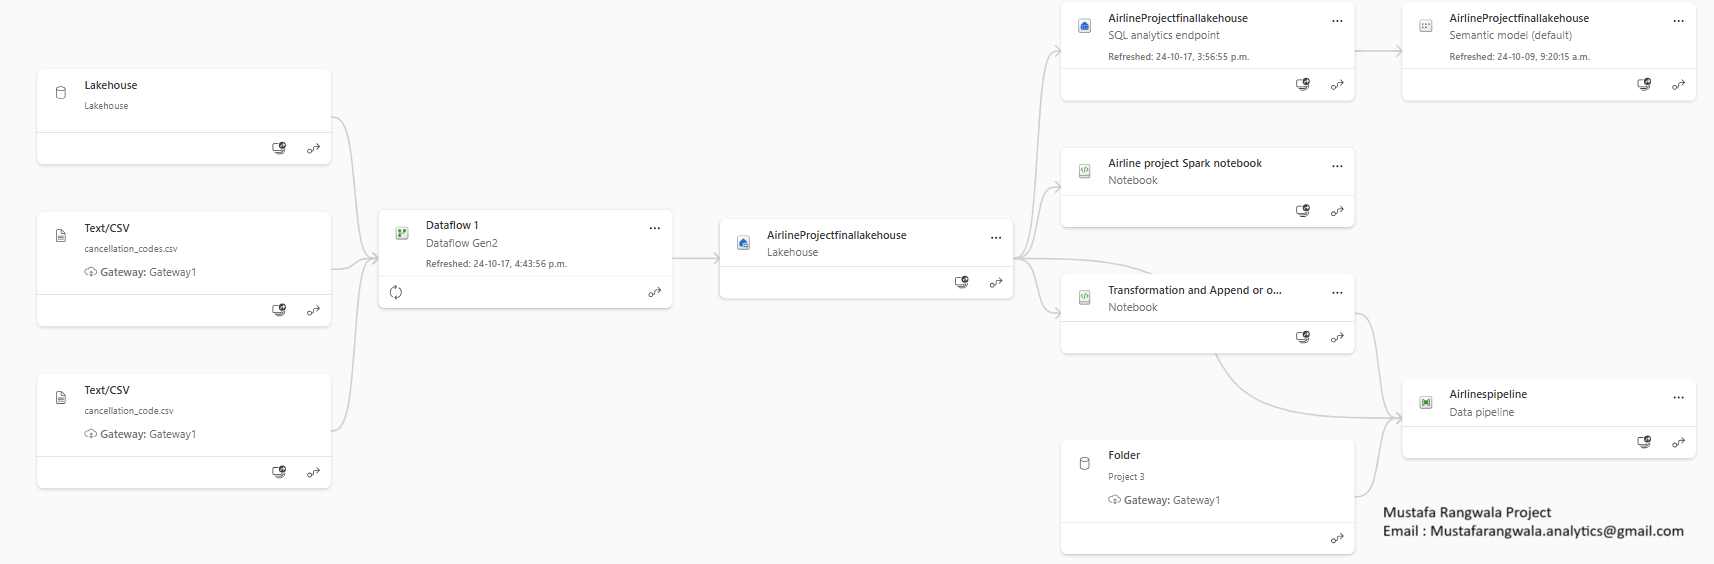 Lakehouse
Lakehouse
Text/CSV
cancellation_codes.csv
Gateway: Gateway1
Text/CSV
cancellation_code.csv
Gateway: Gateway1
Dataflow 1
Dataflow Gen2
Refreshed: 24-10-17, 4:43:56 p.m.
AirlineProjectfinallakehouse
Lakehouse
AirlineProjectfinallakehouse
SQL analytics endpoint
Refreshed: 24-10-17, 3:56:55 p.m.
AirlineProjectfinallakehouse
Semantic model (default)
Refreshed: 24-10-09, 9:20:15 a.m.
Airline project Spark notebook
Notebook
Transformation and Append or o...
Notebook
Folder
Project 3
Gateway: Gateway1
Airlinespipeline
Data pipeline
Mustafa Rangwala Project
Email : Mustafarangwala.analytics@gmail.com